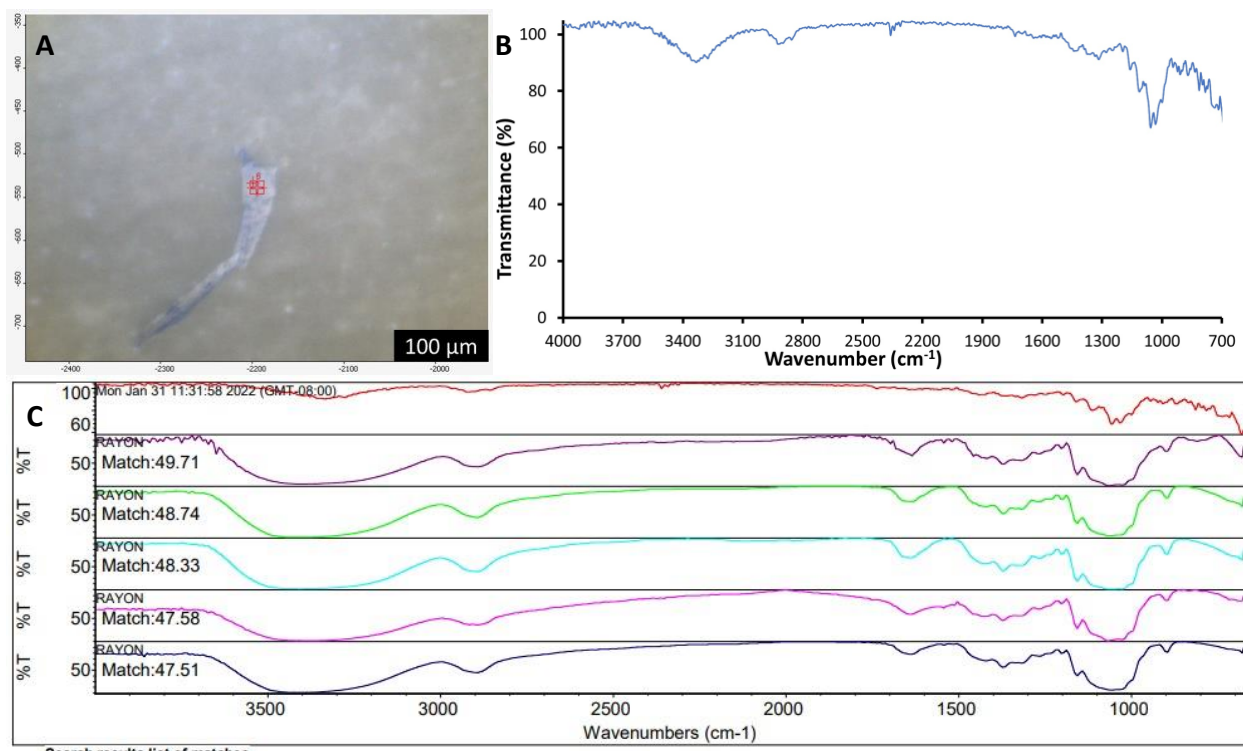 A
-350
-400
-450
-500
-550
-600
-650
-700
-2400
-2300
-2200
-2100
-2000
100 µm
B
Transmittance (%)
100
80
60
40
20
0
4000 3700 3400 3100 2800 2500 2200 1900 1600 1300 1000 700
Wavenumber (cm-1)
C
100
60
Mon Jan 31 11:31:58 2022 (GMT-08:00)
%T
50
RAYON
Match:49.71
%T
50
RAYON
Match:48.74
%T
50
RAYON
Match:48.33
%T
50
RAYON
Match:47.58
%T
50
RAYON
Match:47.51
3500 3000 2500 2000 1500 1000
Wavenumbers (cm-1)
Search results list of matches